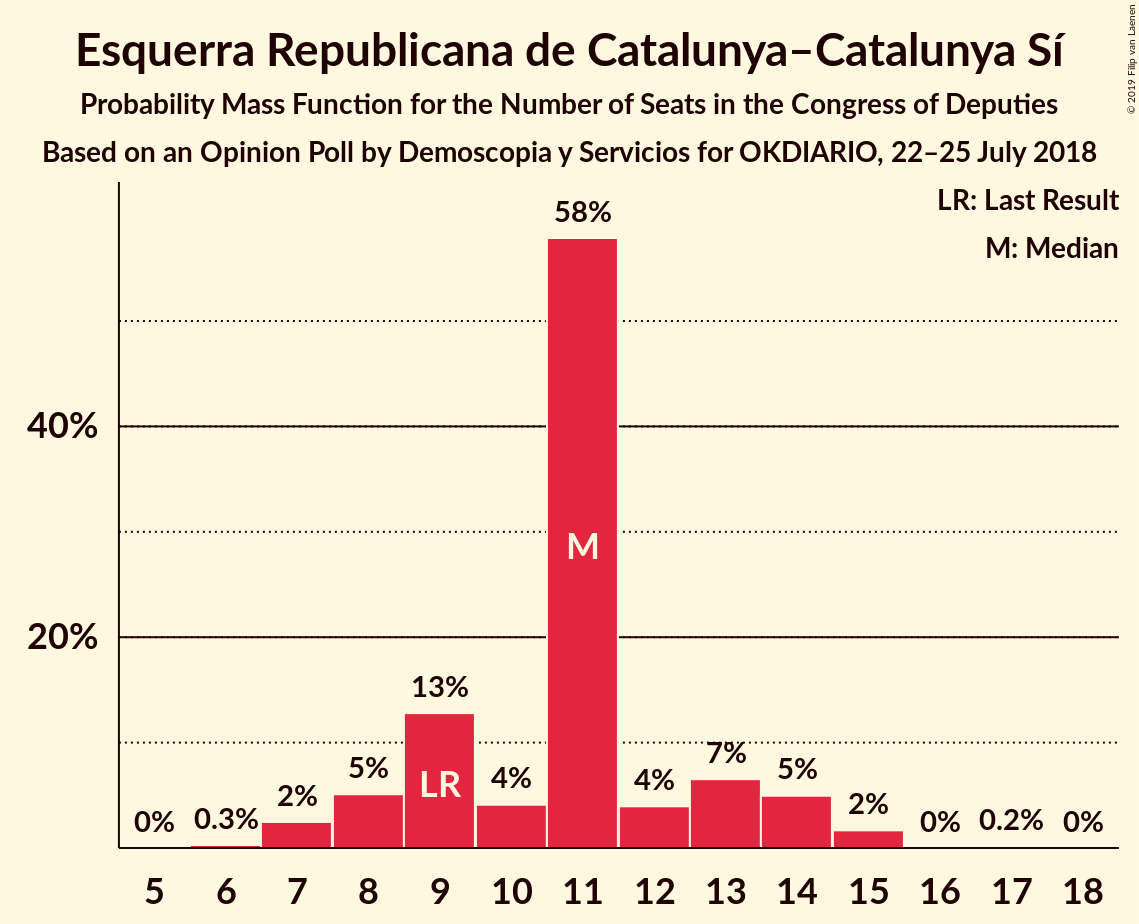 Esquerra Republicana de Catalunya–Catalunya Sí
Probability Mass Function for the Number of Seats in the Congress of Deputies
Based on an Opinion Poll by Demoscopia y Servicios for OKDIARIO, 22–25 July 2018
© 2019 Filip van Laenen
LR: Last Result
M: Median
58%
40%
M
20%
13%
7%
5%
5%
4%
4%
LR
2%
2%
0%
0.3%
0%
0.2%
0%
5 6 7 8 9 10 11 12 13 14 15 16 17 18